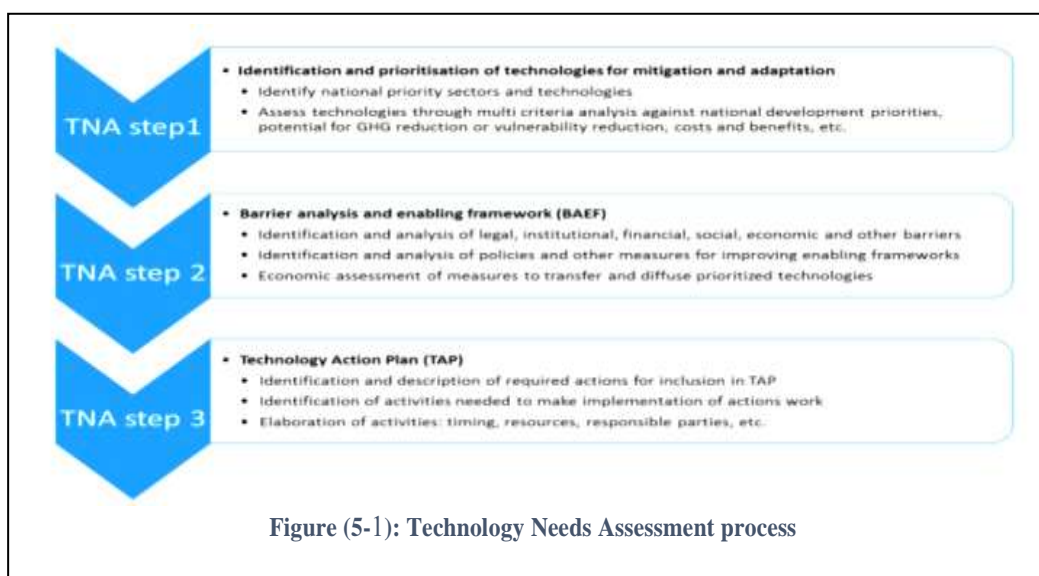 TNA step1
• Identification and prioritisation of technologies for mitigation and adaptation
• Identify national priority sectors and technologies
• Assess technologies through multi criteria analysis against national development priorities,
potential for GHG reduction or vulnerability reduction, costs and benefits, etc.
TNA step 2
• Barrier analysis and enabling framework (BAEF)
• Identification and analysis of legal, institutional, financial, social, economic and other barriers
• Identification and analysis of policies and other measures for improving enabling frameworks
• Economic assessment of measures to transfer and diffuse prioritized technologies
TNA step 3
• Technology Action Plan (TAP)
• Identification and description of required actions for inclusion in TAP
• Identification of activities needed to make implementation of actions work
• Elaboration of activities: timing, resources, responsible parties, etc.
Figure (5-1): Technology Needs Assessment process